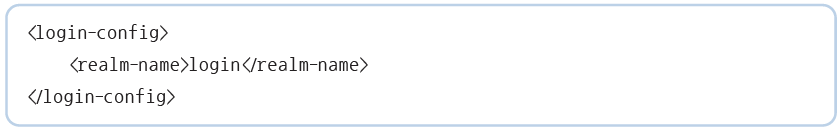 <login-config>
    <realm-name>login</realm-name>
</login-config>